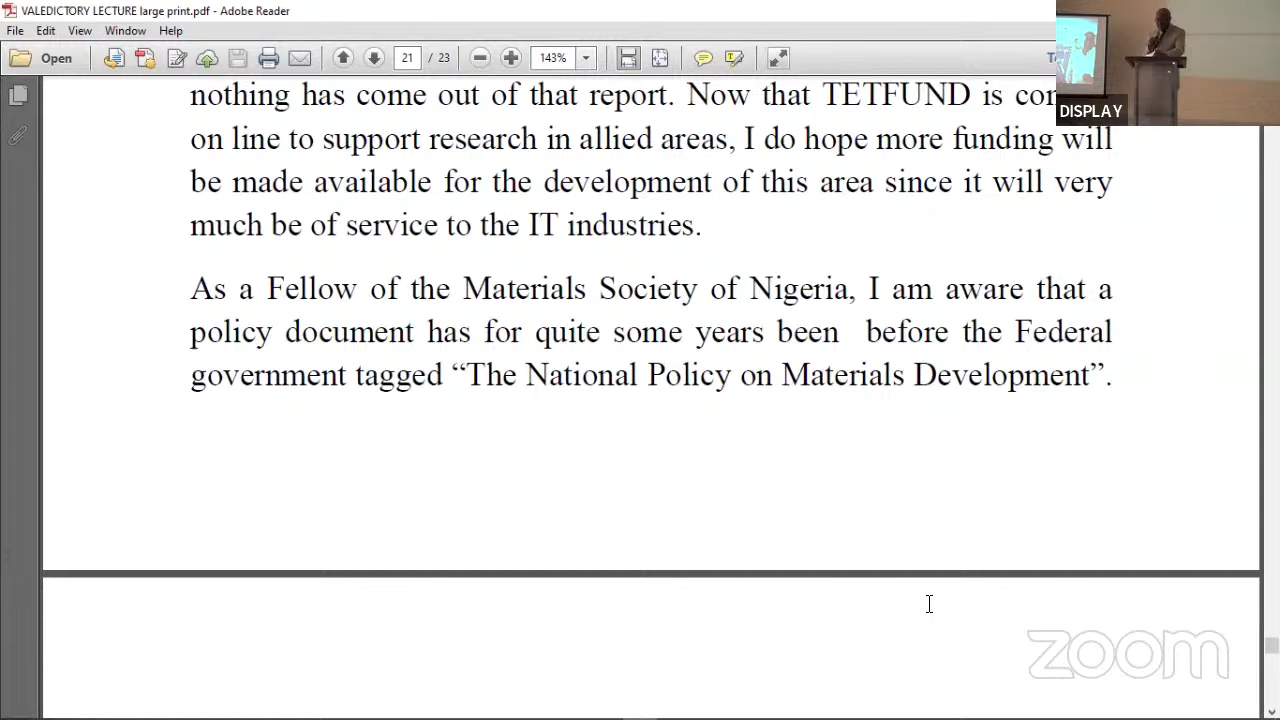 VALEDICTORY LECTURE large print.pdf - Adobe Reader
File Edit View Window Help
Open 21 / 23 143%
DISPLAY
nothing has come out of that report. Now that TETFUND is
on line to support research in allied areas, I do hope more funding will
be made available for the development of this area since it will very
much be of service to the IT industries.
As a Fellow of the Materials Society of Nigeria, I am aware that a
policy document has for quite some years been before the Federal
government tagged “The National Policy on Materials Development”.
zoom